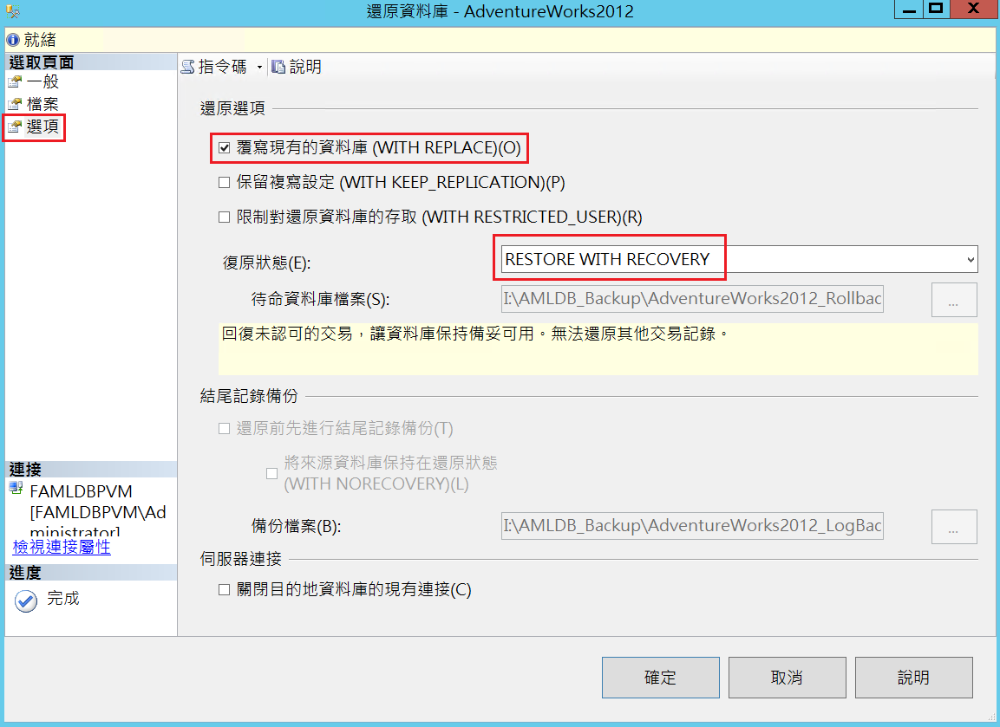 還原資料庫 - AdventureWorks2012
就緒
選取頁面
一般
檔案
選項
指令碼
說明
還原選項
覆寫現有的資料庫 (WITH REPLACE)(O)
保留複寫設定 (WITH KEEP_REPLICATION)(P)
限制對還原資料庫的存取 (WITH RESTRICTED_USER)(R)
復原狀態(E):
RESTORE WITH RECOVERY
待命資料庫檔案(S):
I:\AMLDB_Backup\AdventureWorks2012_Rollbac
...
回復未認可的交易，讓資料庫保持備妥可用。無法還原其他交易記錄。
結尾記錄備份
還原前先進行結尾記錄備份(T)
將來源資料庫保持在還原狀態
(WITH NORECOVERY)(L)
備份檔案(B):
I:\AMLDB_Backup\AdventureWorks2012_LogBac
...
伺服器連接
關閉目的地資料庫的現有連接(C)
連接
FAMLDBPVM
[FAMLDBPVM\Ad
ministrator]
檢視連接屬性
進度
完成
確定
取消
說明